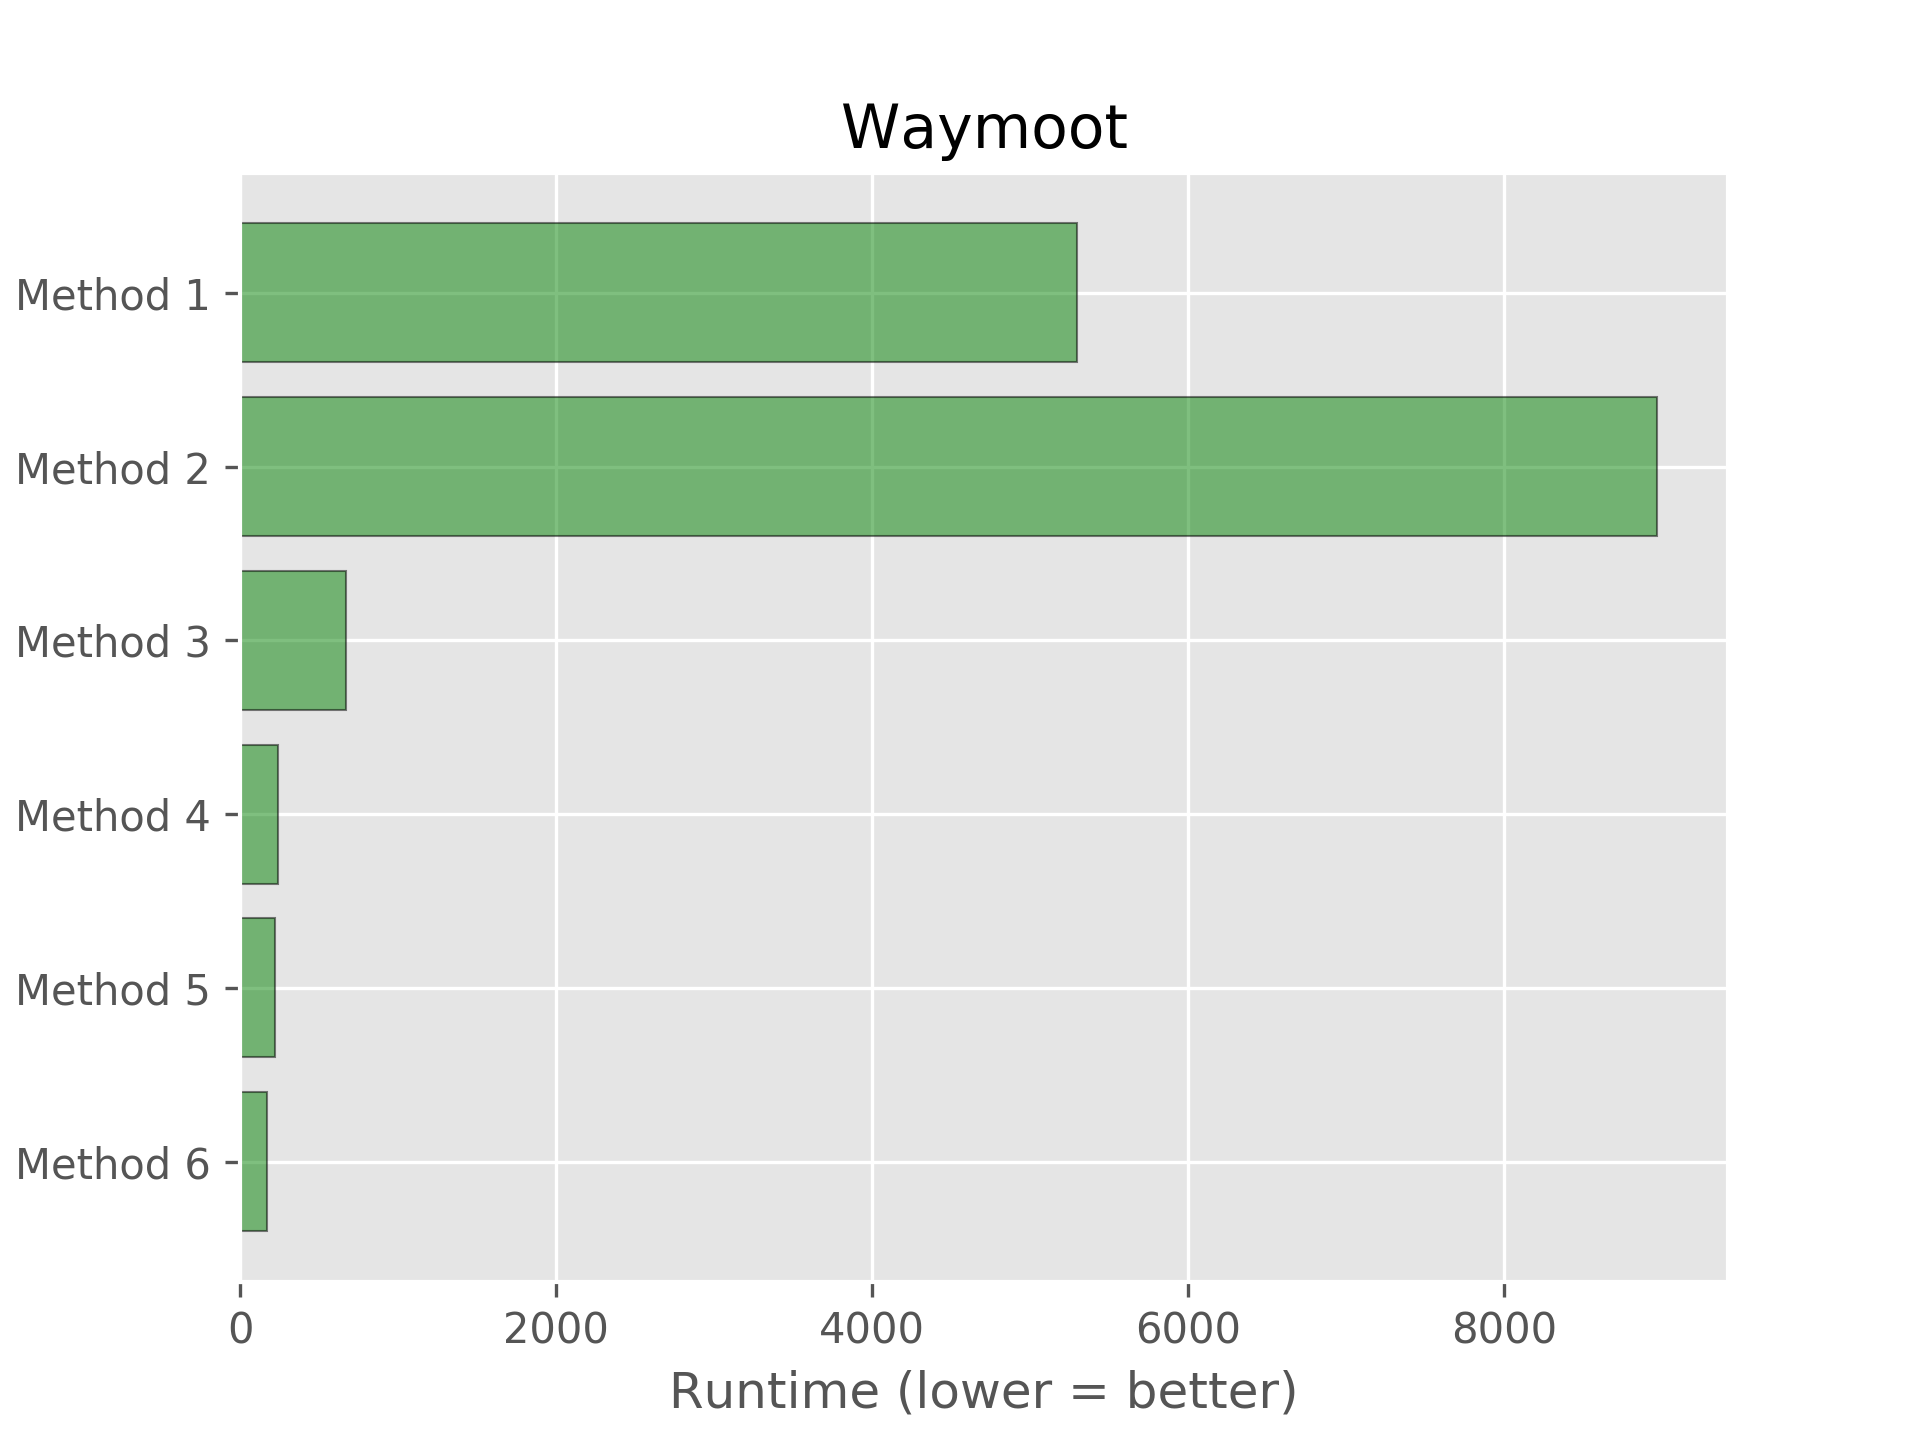 Waymoot
Method 1
Method 2
Method 3
Method 4
Method 5
Method 6
0 2000 4000 6000 8000
Runtime (lower = better)